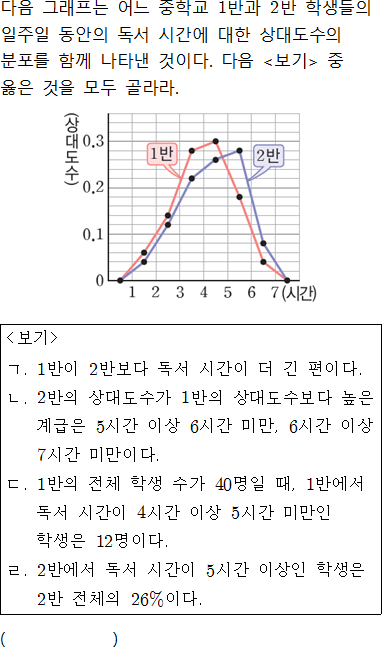 다음 그래프는 어느 중학교 1반과 2반 학생들의
일주일 동안의 독서 시간에 대한 상대도수의
분포를 함께 나타낸 것이다. 다음 <보기> 중
옳은 것을 모두 골라라.
(상대도수)
0.3
0.2
0.1
0
1반
2반
1 2 3 4 5 6 7 (시간)
<보기>
ㄱ. 1반이 2반보다 독서 시간이 더 긴 편이다.
ㄴ. 2반의 상대도수가 1반의 상대도수보다 높은
계급은 5시간 이상 6시간 미만, 6시간 이상
7시간 미만이다.
ㄷ. 1반의 전체 학생 수가 40명일 때, 1반에서
독서 시간이 4시간 이상 5시간 미만인
학생은 12명이다.
ㄹ. 2반에서 독서 시간이 5시간 이상인 학생은
2반 전체의 26%이다.
( )